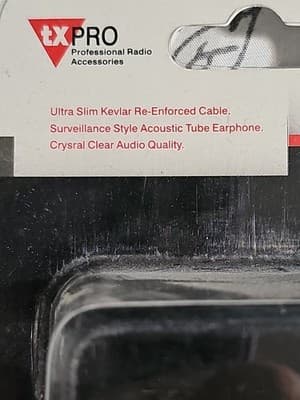 txPRO
Professional Radio
Accessories
Ultra Slim Kevlar Re-Enforced Cable.
Surveillance Style Acoustic Tube Earphone.
Crysral Clear Audio Quality.